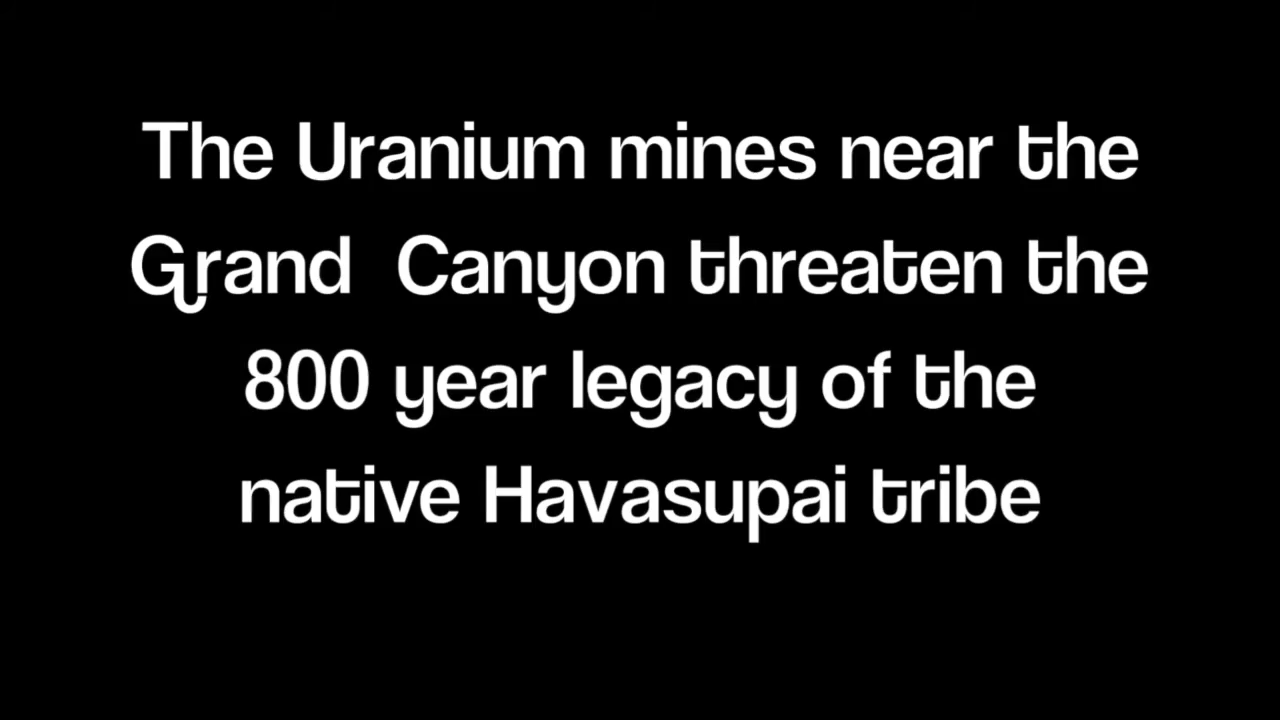 The Uranium mines near the
Grand  Canyon threaten the
800 year legacy of the
native Havasupai tribe